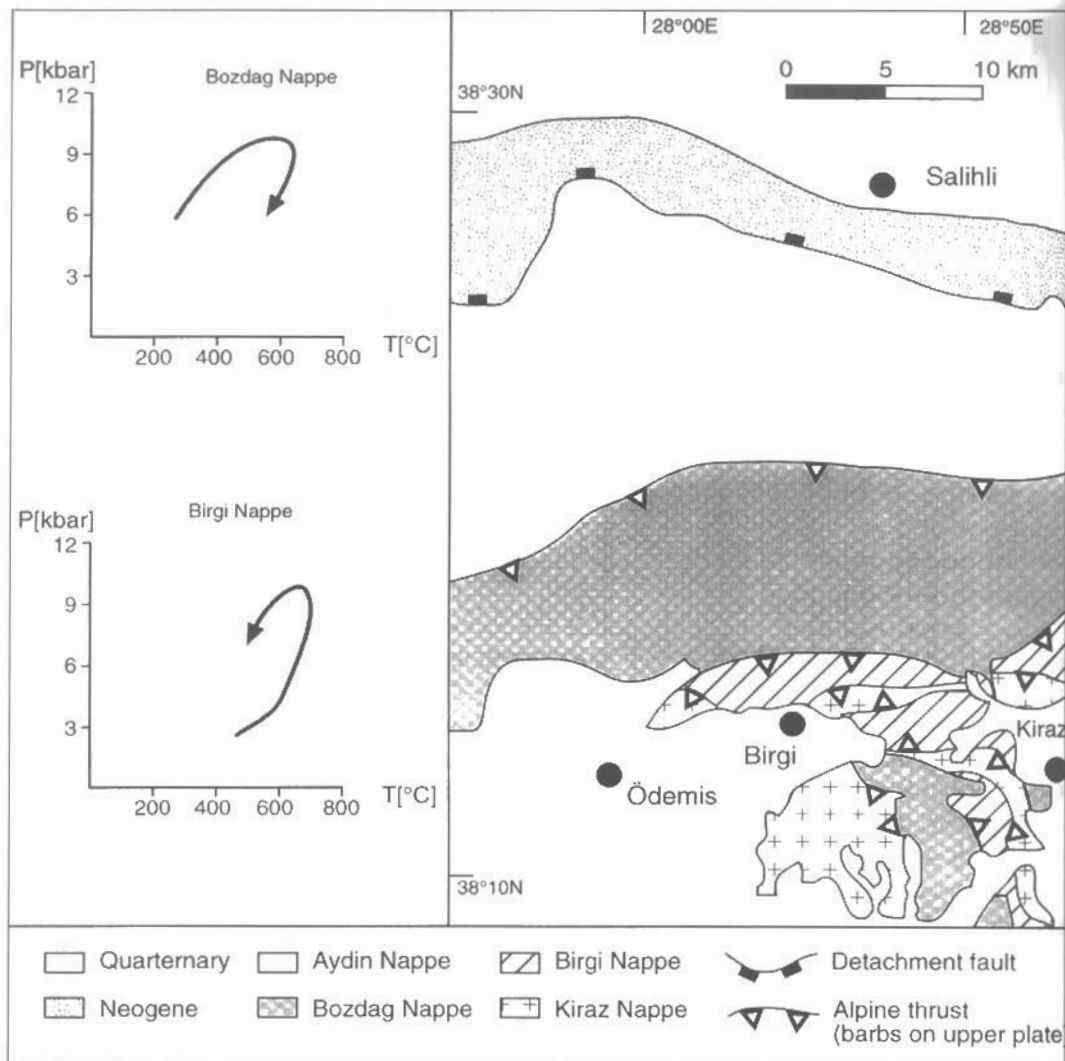 28°00E
28°50E
P[kbar]
Bozdag Nappe
12
9
6
3
200
400
600
800
T[°C]
0
5
10 km
38°30N
Salihli
P[kbar]
Birgi Nappe
12
9
6
3
200
400
600
800
T[°C]
Kiraz
Birgi
Ödemis
38°10N
Quarternary
Aydin Nappe
Birgi Nappe
Detachment fault
Neogene
Bozdag Nappe
Kiraz Nappe
Alpine thrust
(barbs on upper plate)